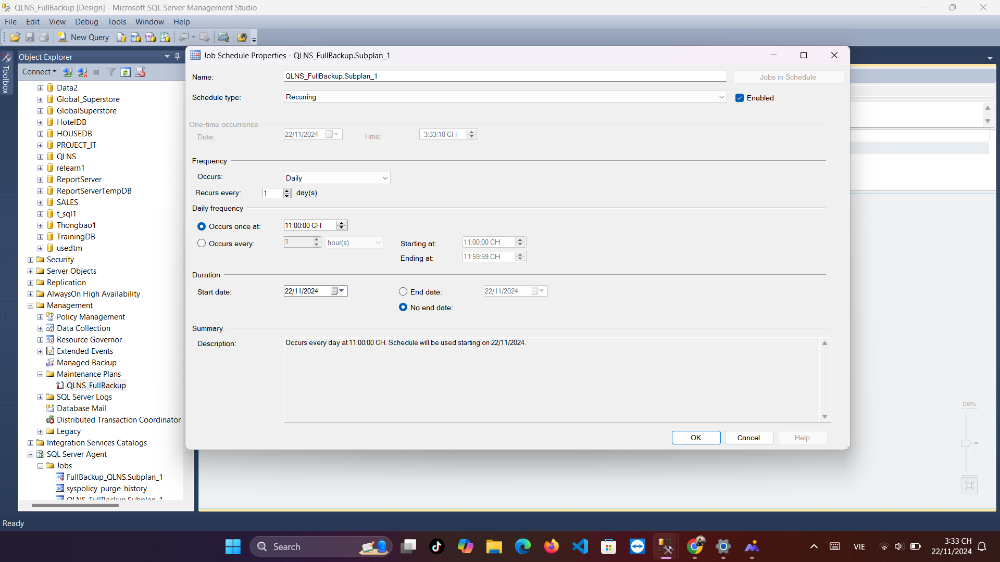 QLNS_FullBackup [Design] - Microsoft SQL Server Management Studio
File Edit View Debug Tools Window Help
New Query
Toolbox
Object Explorer
Connect
Data2
Global_Superstore
GlobalSuperstore
HotelDB
HOUSEDB
PROJECT_IT
QLNS
relearn1
ReportServer
ReportServerTempDB
SALES
t_sql1
Thongbao1
TrainingDB
usedtm
Security
Server Objects
Replication
AlwaysOn High Availability
Management
Policy Management
Data Collection
Resource Governor
Extended Events
Managed Backup
Maintenance Plans
QLNS_FullBackup
SQL Server Logs
Database Mail
Distributed Transaction Coordinator
Legacy
Integration Services Catalogs
SQL Server Agent
Jobs
FullBackup_QLNS.Subplan_1
syspolicy_purge_history
QLNS_FullBackup.Subplan_1
Job Schedule Properties - QLNS_FullBackup.Subplan_1
Name: QLNS_FullBackup.Subplan_1 Jobs in Schedule
Schedule type: Recurring Enabled
One-time occurrence
Date: 22/11/2024 Time: 3:33:10 CH
Frequency
Occurs: Daily
Recurs every: 1 day(s)
Daily frequency
Occurs once at: 11:00:00 CH
Occurs every: 1 hour(s) Starting at: 11:00:00 CH
Ending at: 11:59:59 CH
Duration
Start date: 22/11/2024 End date: 22/11/2024
No end date:
Summary
Description: Occurs every day at 11:00:00 CH. Schedule will be used starting on 22/11/2024.
OK Cancel Help
100%
Ready
Search
VIE
3:33 CH
22/11/2024